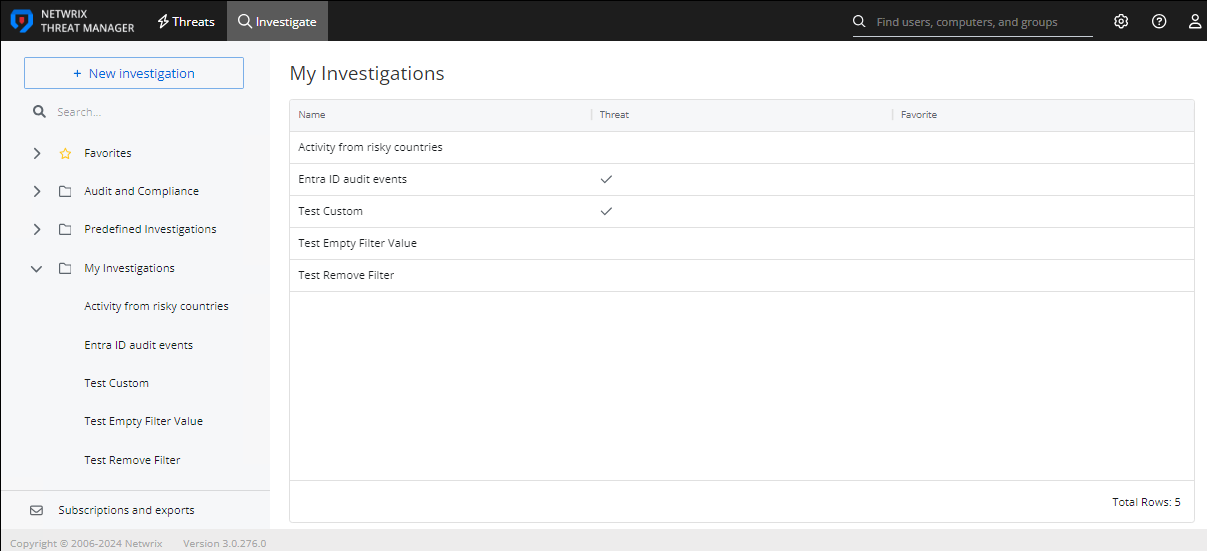 NETWRIX
THREAT MANAGER
Threats
Investigate
Find users, computers, and groups
+ New investigation
Search...
Favorites
Audit and Compliance
Predefined Investigations
My Investigations
Activity from risky countries
Entra ID audit events
Test Custom
Test Empty Filter Value
Test Remove Filter
Subscriptions and exports
My Investigations
Name Threat Favorite
Activity from risky countries
Entra ID audit events
Test Custom
Test Empty Filter Value
Test Remove Filter
Total Rows: 5
Copyright © 2006-2024 Netwrix Version 3.0.276.0